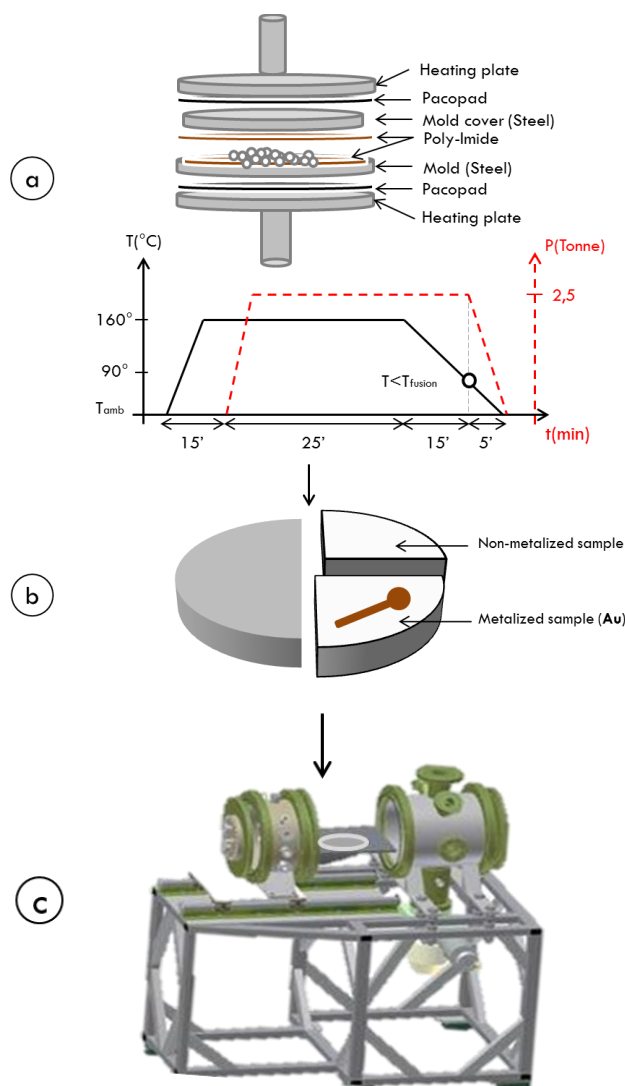 Heating plate
Pacopad
Mold cover (Steel)
Poly-Imide
Mold (Steel)
Pacopad
Heating plate
a
T(°C)
P(Tonne)
160°
2,5
90°
T<Tfusion
Tamb
t(min)
15’
25’
15’
5’
Non-metalized sample
b
Metalized sample (Au)
c